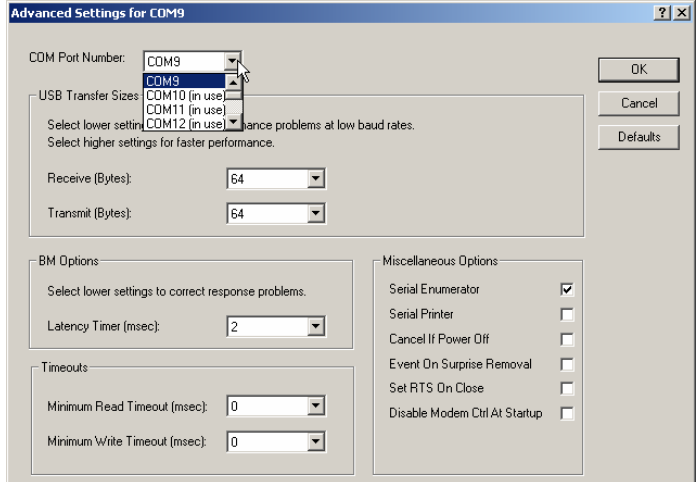 Advanced Settings for COM9
COM Port Number:
COM9
OK
COM9
COM10 (in use)
COM11 (in use)
COM12 (in use)
Cancel
Defaults
USB Transfer Sizes
Select lower settin mance problems at low baud rates.
Select higher settings for faster performance.
Receive (Bytes):
64
Transmit (Bytes):
64
BM Options
Select lower settings to correct response problems.
Latency Timer (msec):
2
Timeouts
Minimum Read Timeout (msec):
0
Minimum Write Timeout (msec):
0
Miscellaneous Options
Serial Enumerator
Serial Printer
Cancel If Power Off
Event On Surprise Removal
Set RTS On Close
Disable Modem Ctrl At Startup